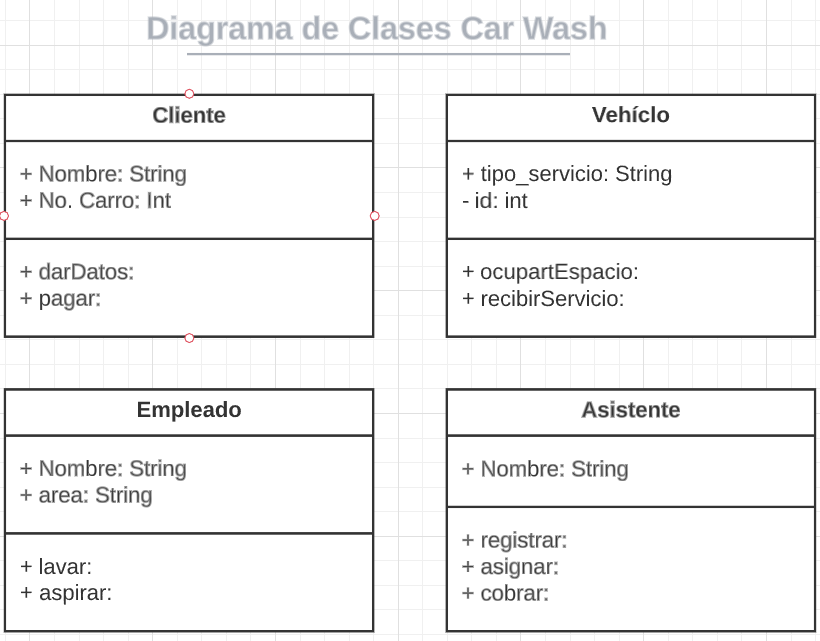 Diagrama de Clases Car Wash
Cliente
+ Nombre: String
+ No. Carro: Int
+ darDatos:
+ pagar:
Vehíclo
+ tipo_servicio: String
- id: int
+ ocupartEspacio:
+ recibirServicio:
Empleado
+ Nombre: String
+ area: String
+ lavar:
+ aspirar:
Asistente
+ Nombre: String
+ registrar:
+ asignar:
+ cobrar: